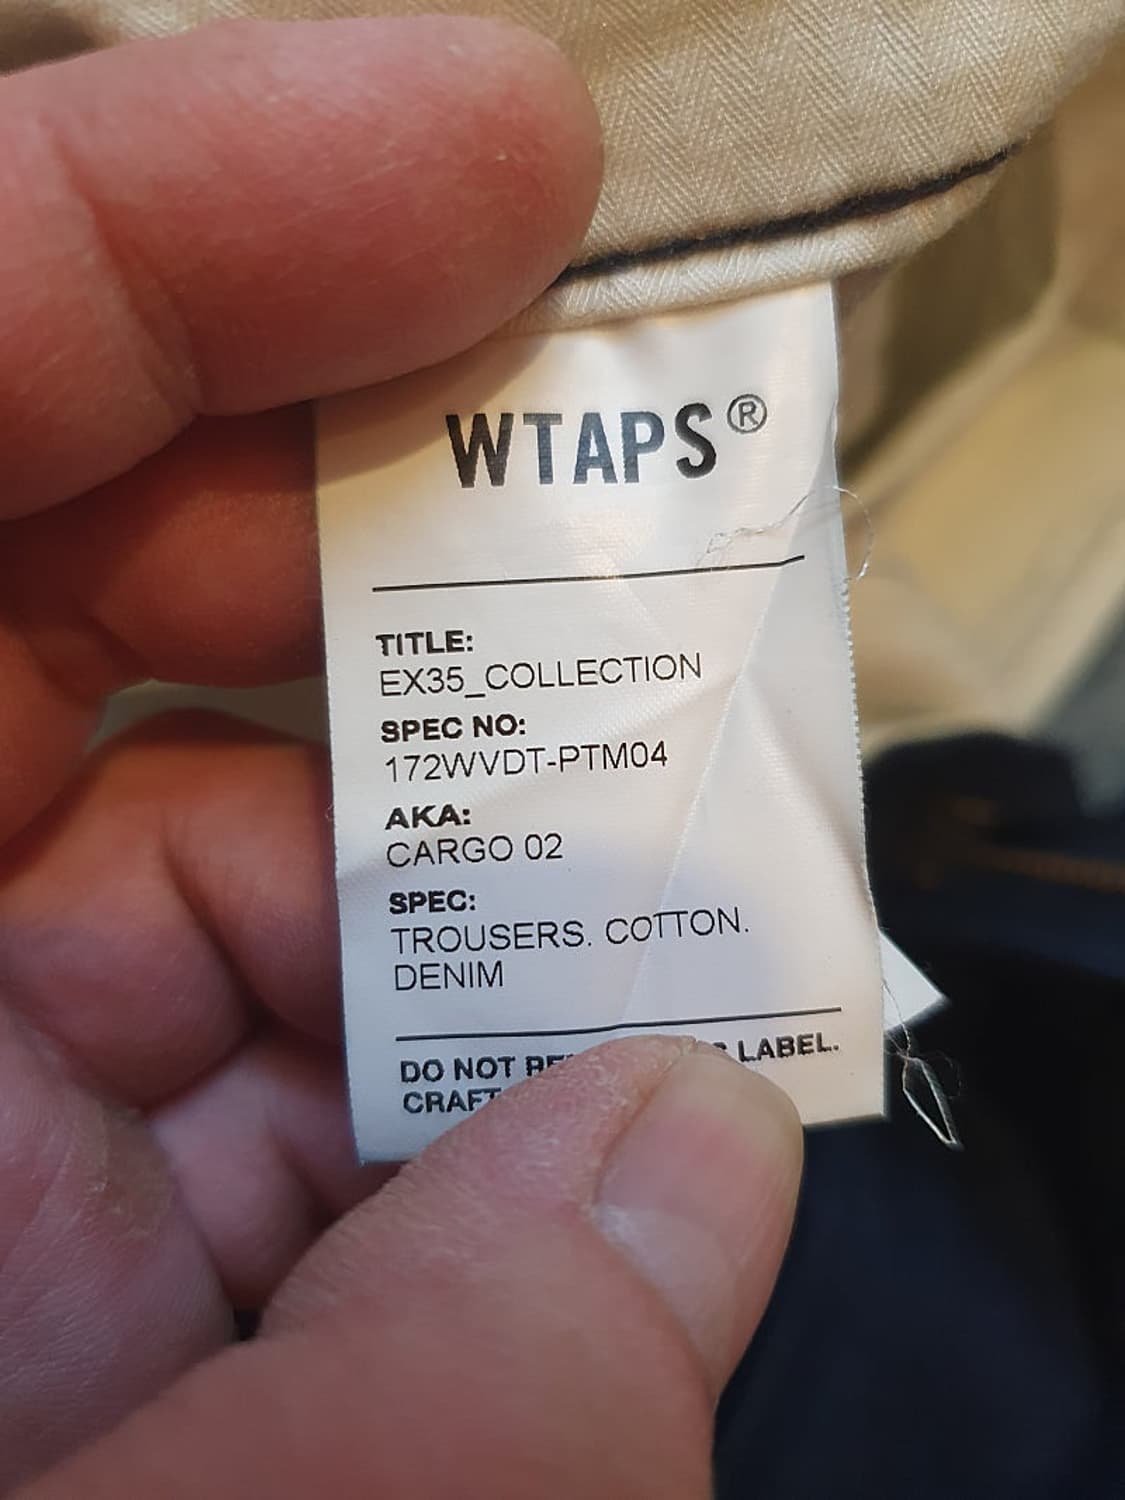 WTAPS®
TITLE:
EX35_COLLECTION
SPEC NO:
172WVDT-PTM04
AKA:
CARGO 02
SPEC:
TROUSERS. COTTON.
DENIM
DO NOT LABEL.